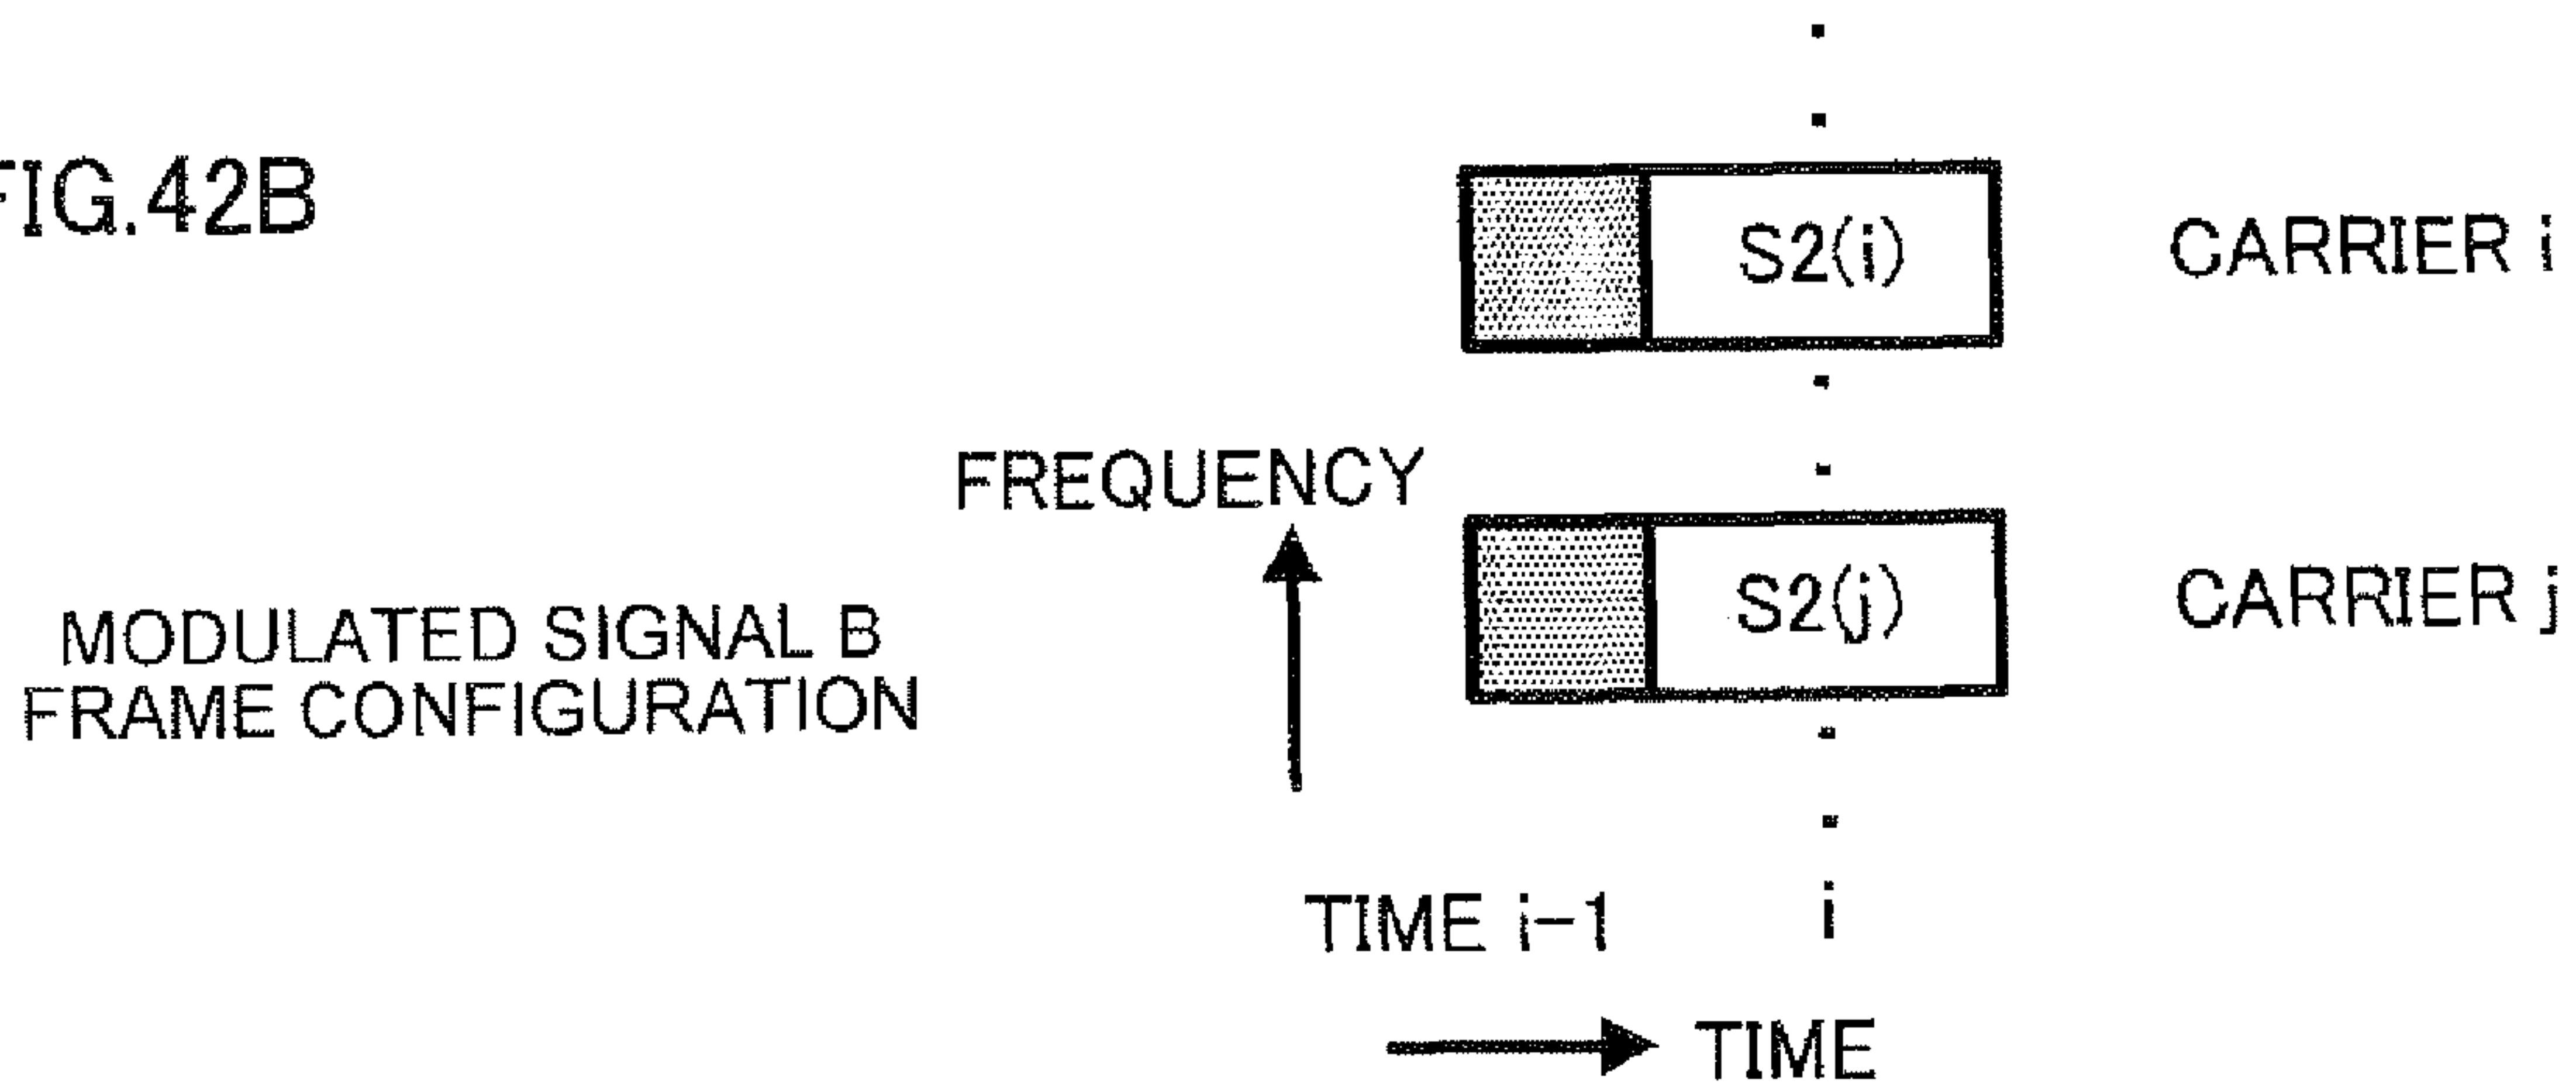 FIG.42B
S2(i) CARRIER i
FREQUENCY
S2(j) CARRIER j
MODULATED SIGNAL B
FRAME CONFIGURATION
TIME i-1 i
TIME